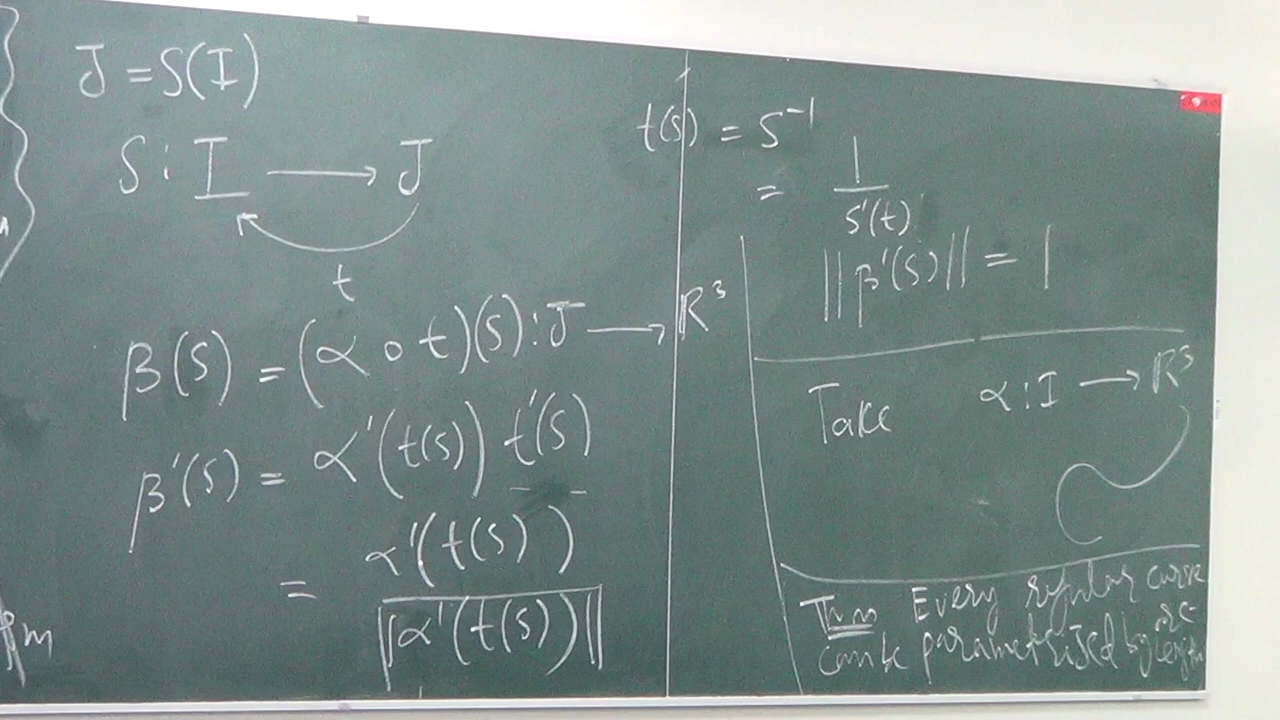 J = S(I)
S : I ⟶ J
t
β(s) = (α ∘ t)(s) : J ⟶ ℝ³
β'(s) = α'(t(s)) t'(s)
= α'(t(s)) / ||α'(t(s))||
t(s) = S⁻¹
= 1 / s'(t)
||β'(s)|| = 1
Take α : I ⟶ ℝ³
Thm Every regular curve
can be parametrised by arc
length